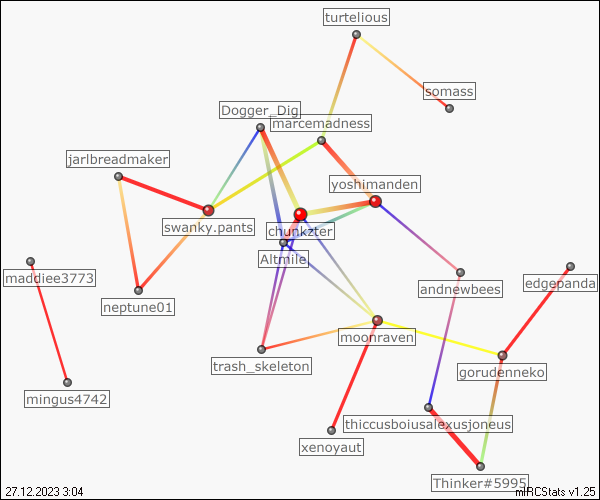 turtelious
somass
Dogger_Dig
marcemadness
jarlbreadmaker
yoshimanden
swanky.pants
chunkzter
Altmile
maddiee3773
andnewbees
edgepanda
neptune01
moonraven
trash_skeleton
gorudenneko
mingus4742
thiccusboiusalexusjoneus
xenoyaut
Thinker#5995
27.12.2023 3:04
mIRCStats v1.25